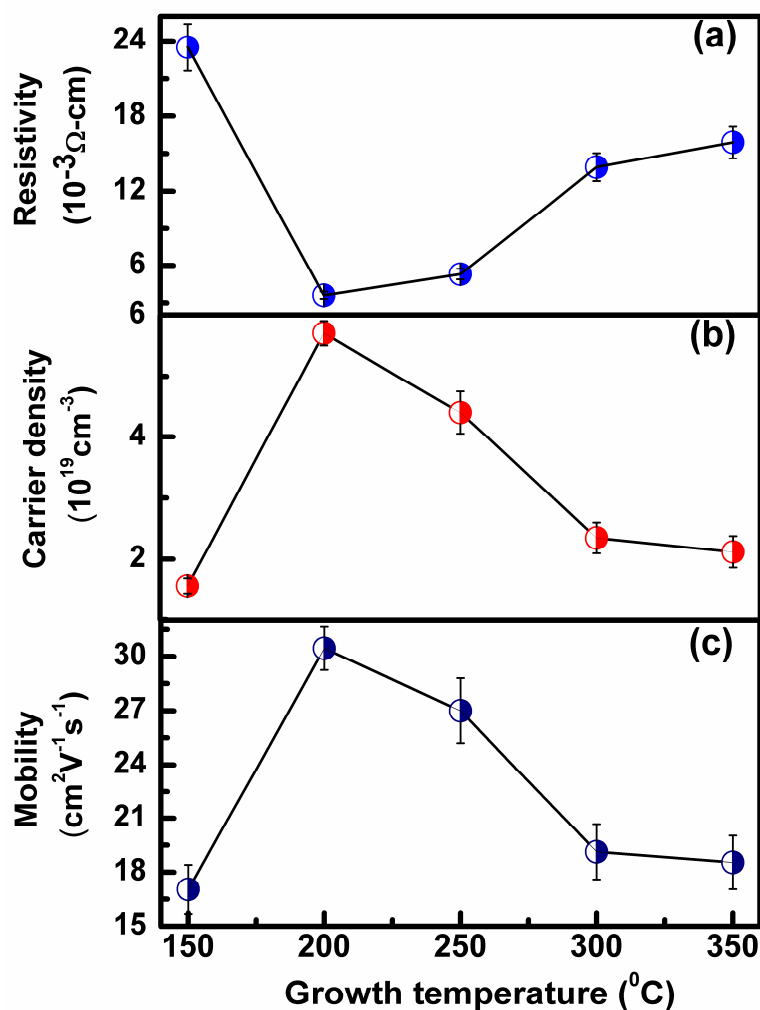 (a)
Resistivity
(10⁻³Ω-cm)
24
18
12
6
6
(b)
Carrier density
(10¹⁹cm⁻³)
6
4
2
(c)
Mobility
(cm²V⁻¹s⁻¹)
30
27
24
21
18
15
150 200 250 300 350
Growth temperature (⁰C)